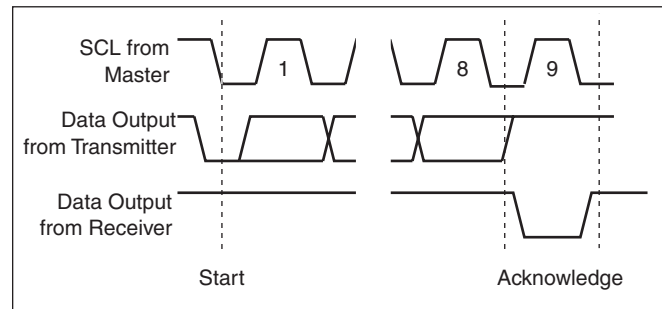 SCL from
Master
1
8
9
Data Output
from Transmitter
Data Output
from Receiver
Start
Acknowledge